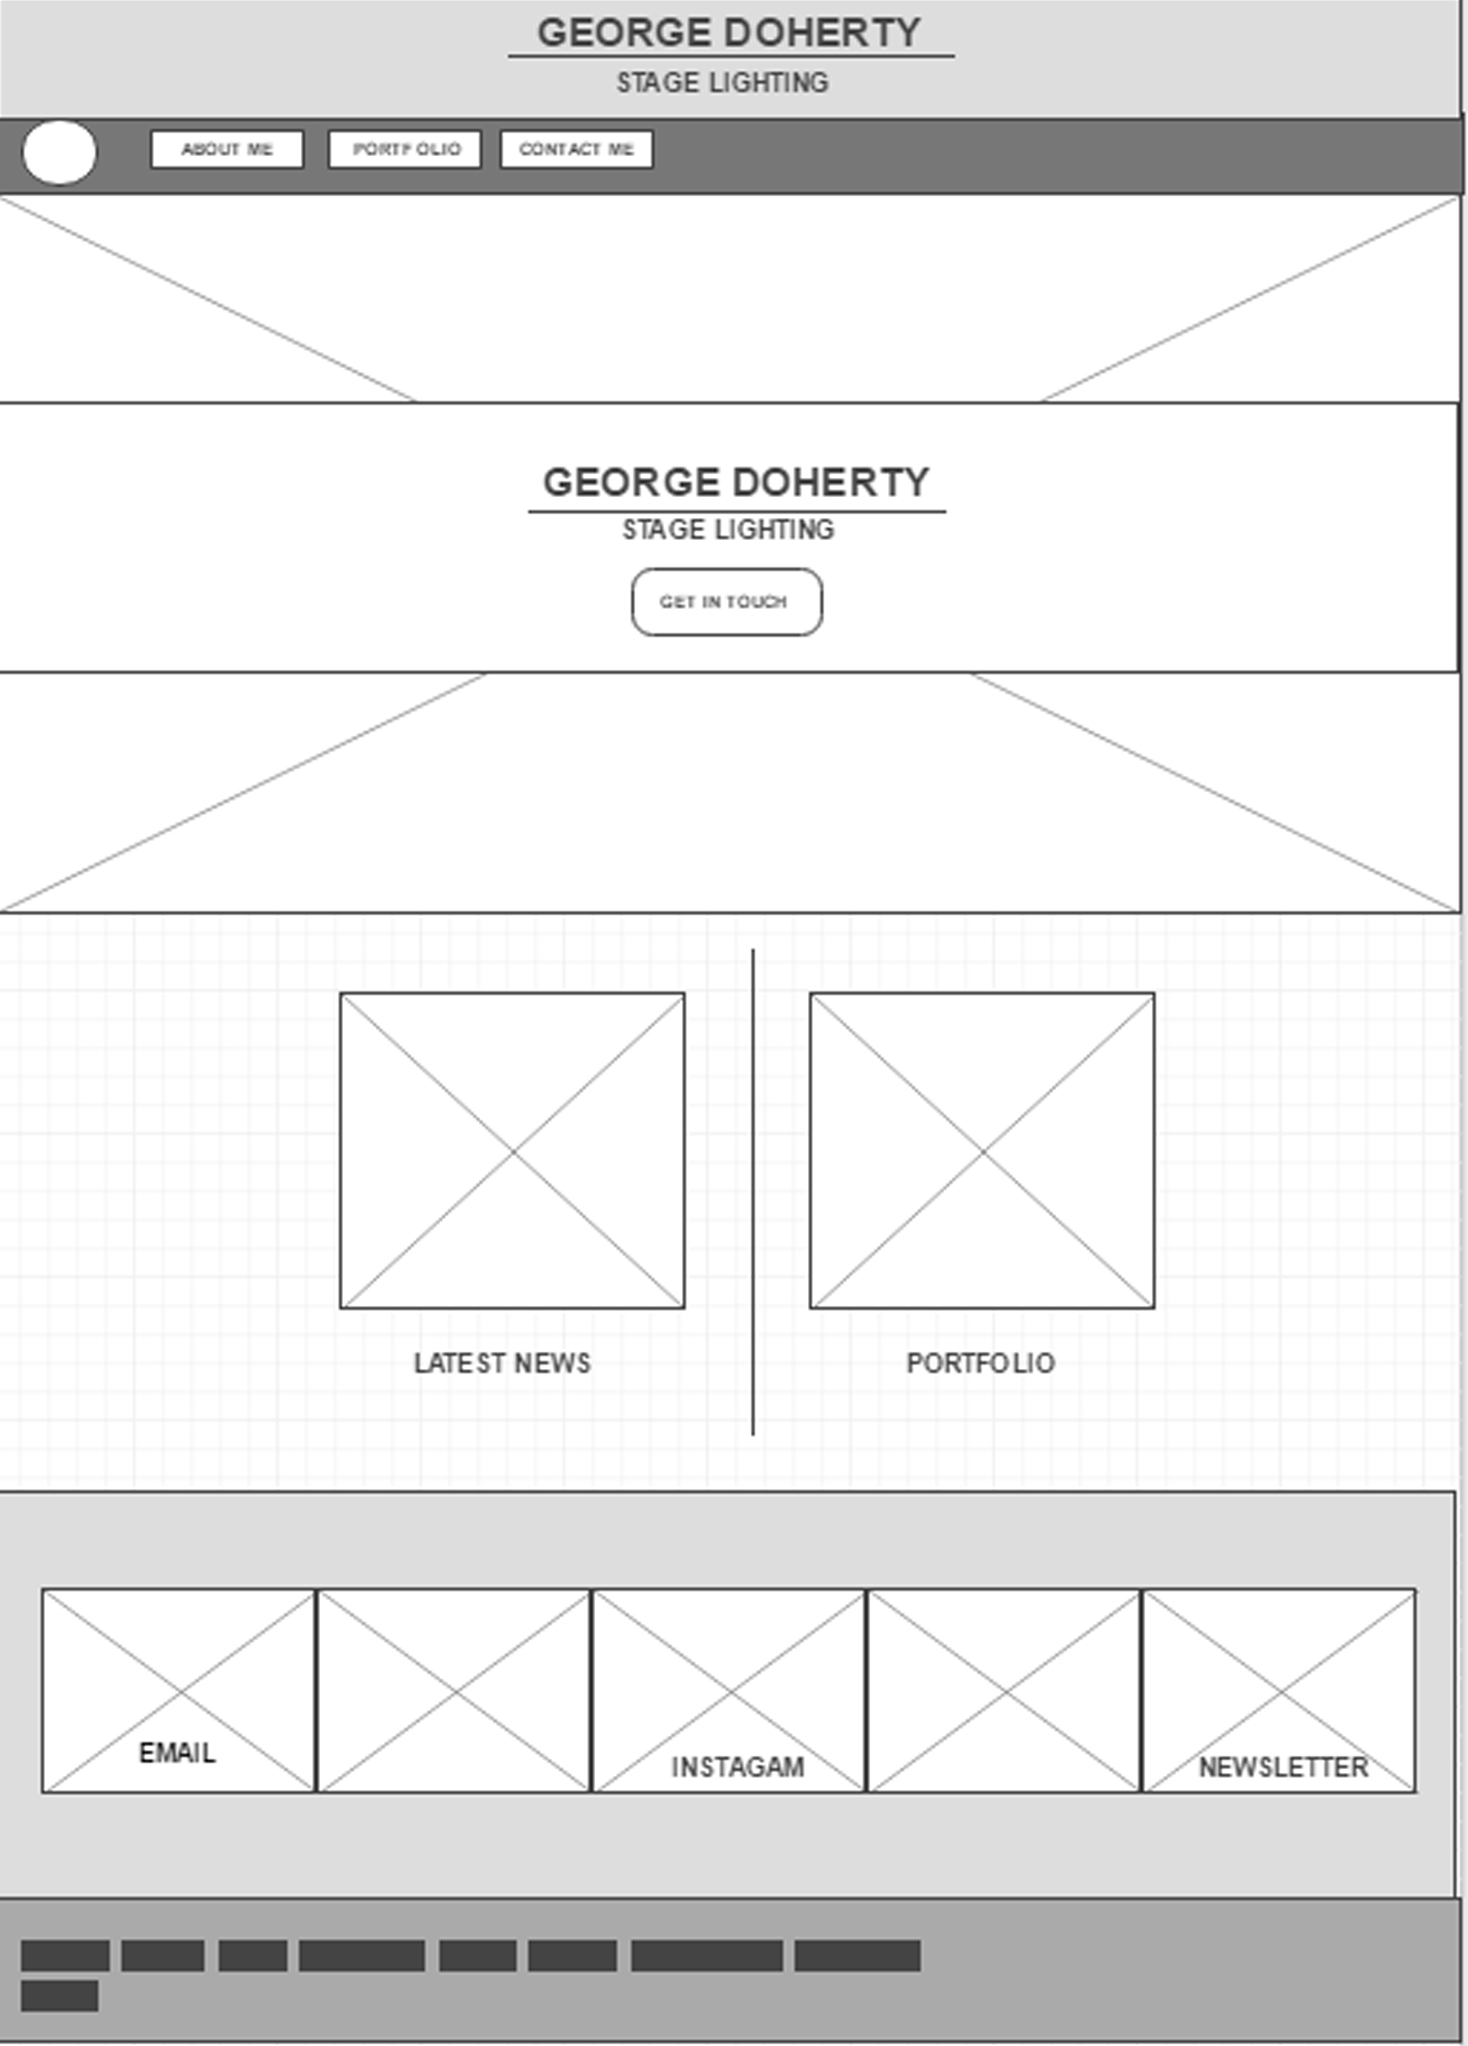 GEORGE DOHERTY
STAGE LIGHTING
ABOUT ME
PORTFOLIO
CONTACT ME
GEORGE DOHERTY
STAGE LIGHTING
GET IN TOUCH
LATEST NEWS
PORTFOLIO
EMAIL
INSTAGAM
NEWSLETTER